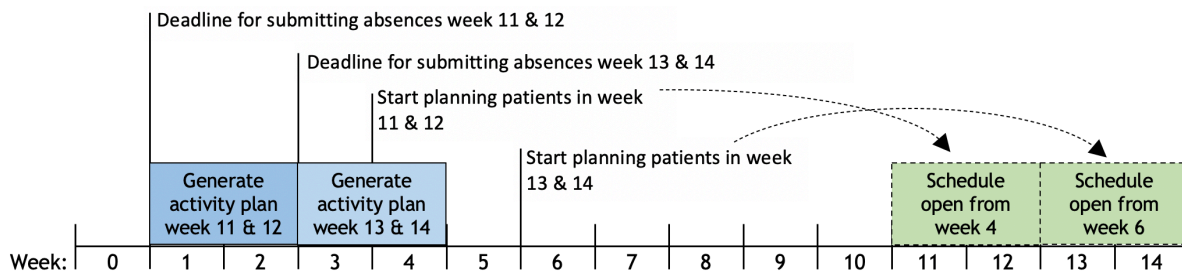 Deadline for submitting absences week 11 & 12
Deadline for submitting absences week 13 & 14
Start planning patients in week
11 & 12
Start planning patients in week
13 & 14
Generate
activity plan
week 11 & 12
Generate
activity plan
week 13 & 14
Schedule
open from
week 4
Schedule
open from
week 6
Week: 0 1 2 3 4 5 6 7 8 9 10 11 12 13 14